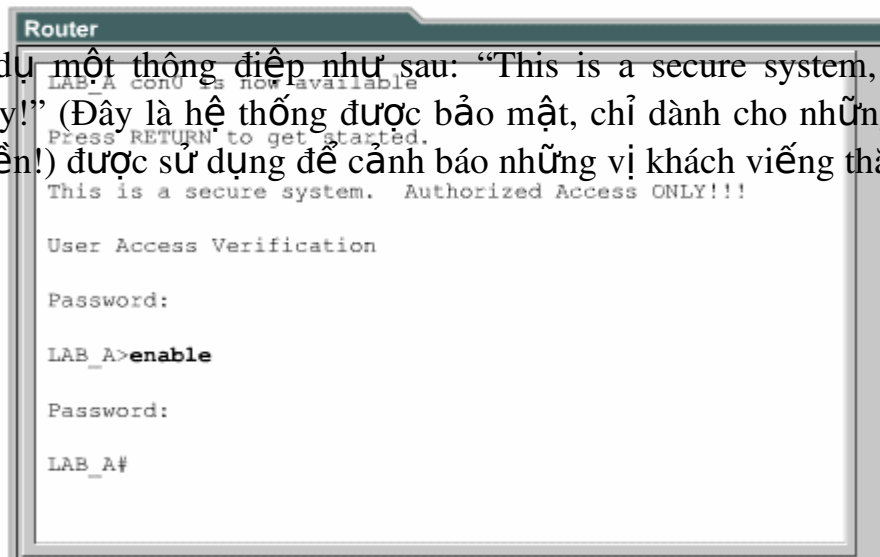 Router
dụ một thông điệp như sau: “This is a secure system,
LAB_A con0 is now available
y!” (Đây là hệ thống được bảo mật, chỉ dành cho nhữn
Press RETURN to get started.
ền!) được sử dụng để cảnh báo những vị khách viếng thă
This is a secure system. Authorized Access ONLY!!!
User Access Verification
Password:
LAB_A>enable
Password:
LAB_A#